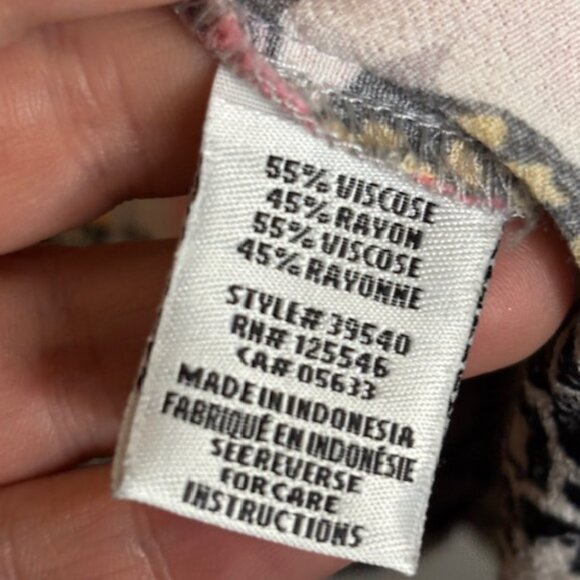 55% VISCOSE
45% RAYON
55% VISCOSE
45% RAYONNE
STYLE# 39540
RN# 125546
CA# 05633
MADE IN INDONESIA
FABRIQUÉ EN INDONÉSIE
SEE REVERSE
FOR CARE
INSTRUCTIONS